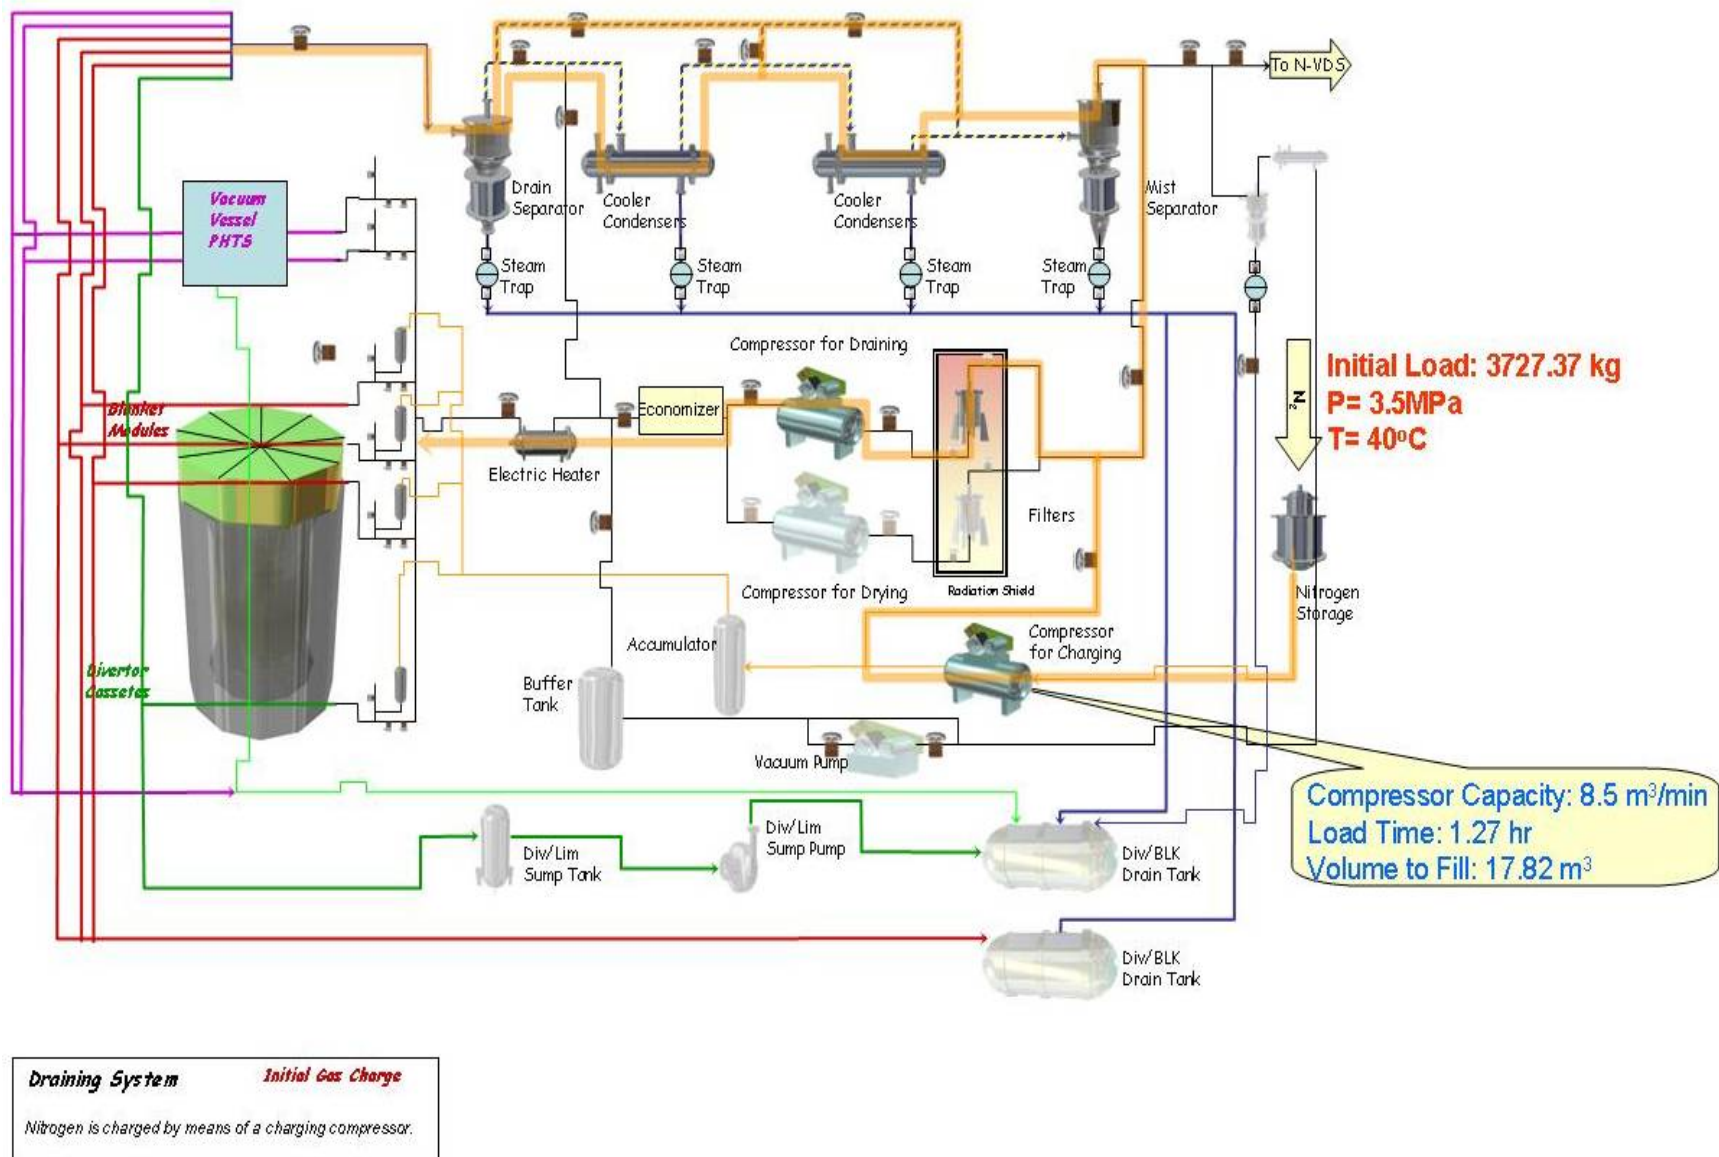 To N-VDS
Vacuum
Vessel
PHTS
Drain
Separator
Cooler
Condensers
Cooler
Condensers
Mist
Separator
Steam
Trap
Steam
Trap
Steam
Trap
Steam
Trap
Compressor for Draining
N2
Initial Load: 3727.37 kg
P= 3.5MPa
T= 40oC
Blanket
Modules
Economizer
Electric Heater
Filters
Compressor for Drying
Radiation Shield
Nitrogen
Storage
Accumulator
Compressor
for Charging
Divertor
Cassetes
Buffer
Tank
Vacuum Pump
Compressor Capacity: 8.5 m3/min
Load Time: 1.27 hr
Volume to Fill: 17.82 m3
Div/Lim
Sump Tank
Div/Lim
Sump Pump
Div/BLK
Drain Tank
Div/BLK
Drain Tank
Draining System Initial Gas Charge
Nitrogen is charged by means of a charging compressor.